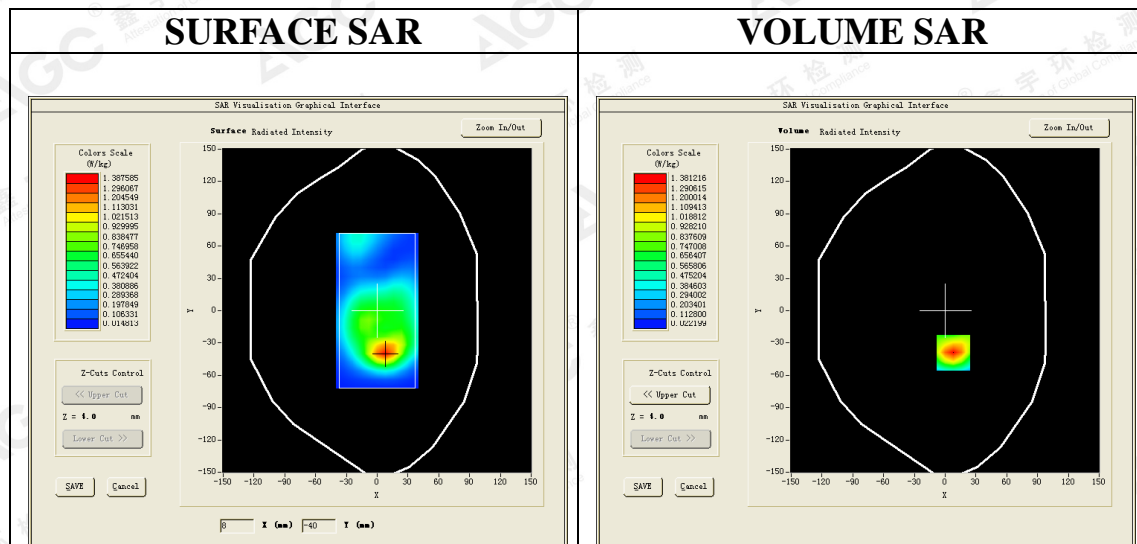 SURFACE SAR
VOLUME SAR
SAR Visualisation Graphical Interface
Surface Radiated Intensity
Zoom In/Out
Colors Scale
(W/kg)
1.387585
1.296067
1.204549
1.113031
1.021513
0.929995
0.838477
0.746958
0.655440
0.563922
0.472404
0.380886
0.289368
0.197849
0.106331
0.014813
Z-Cuts Control
<< Upper Cut
Z = 4.0 mm
Lower Cut >>
SAVE
Cancel
150
120
90
60
30
0
-30
-60
-90
-120
-150
Y
-150 -120 -90 -60 -30 0 30 60 90 120 150
X
8 X (mm) -40 Y (mm)
SAR Visualisation Graphical Interface
Volume Radiated Intensity
Zoom In/Out
Colors Scale
(W/kg)
1.381216
1.290615
1.200014
1.109413
1.018812
0.928210
0.837609
0.747008
0.656407
0.565806
0.475204
0.384603
0.294002
0.203401
0.112800
0.022199
Z-Cuts Control
<< Upper Cut
Z = 4.0 mm
Lower Cut >>
SAVE
Cancel
150
120
90
60
30
0
-30
-60
-90
-120
-150
Y
-150 -120 -90 -60 -30 0 30 60 90 120 150
X
AGC